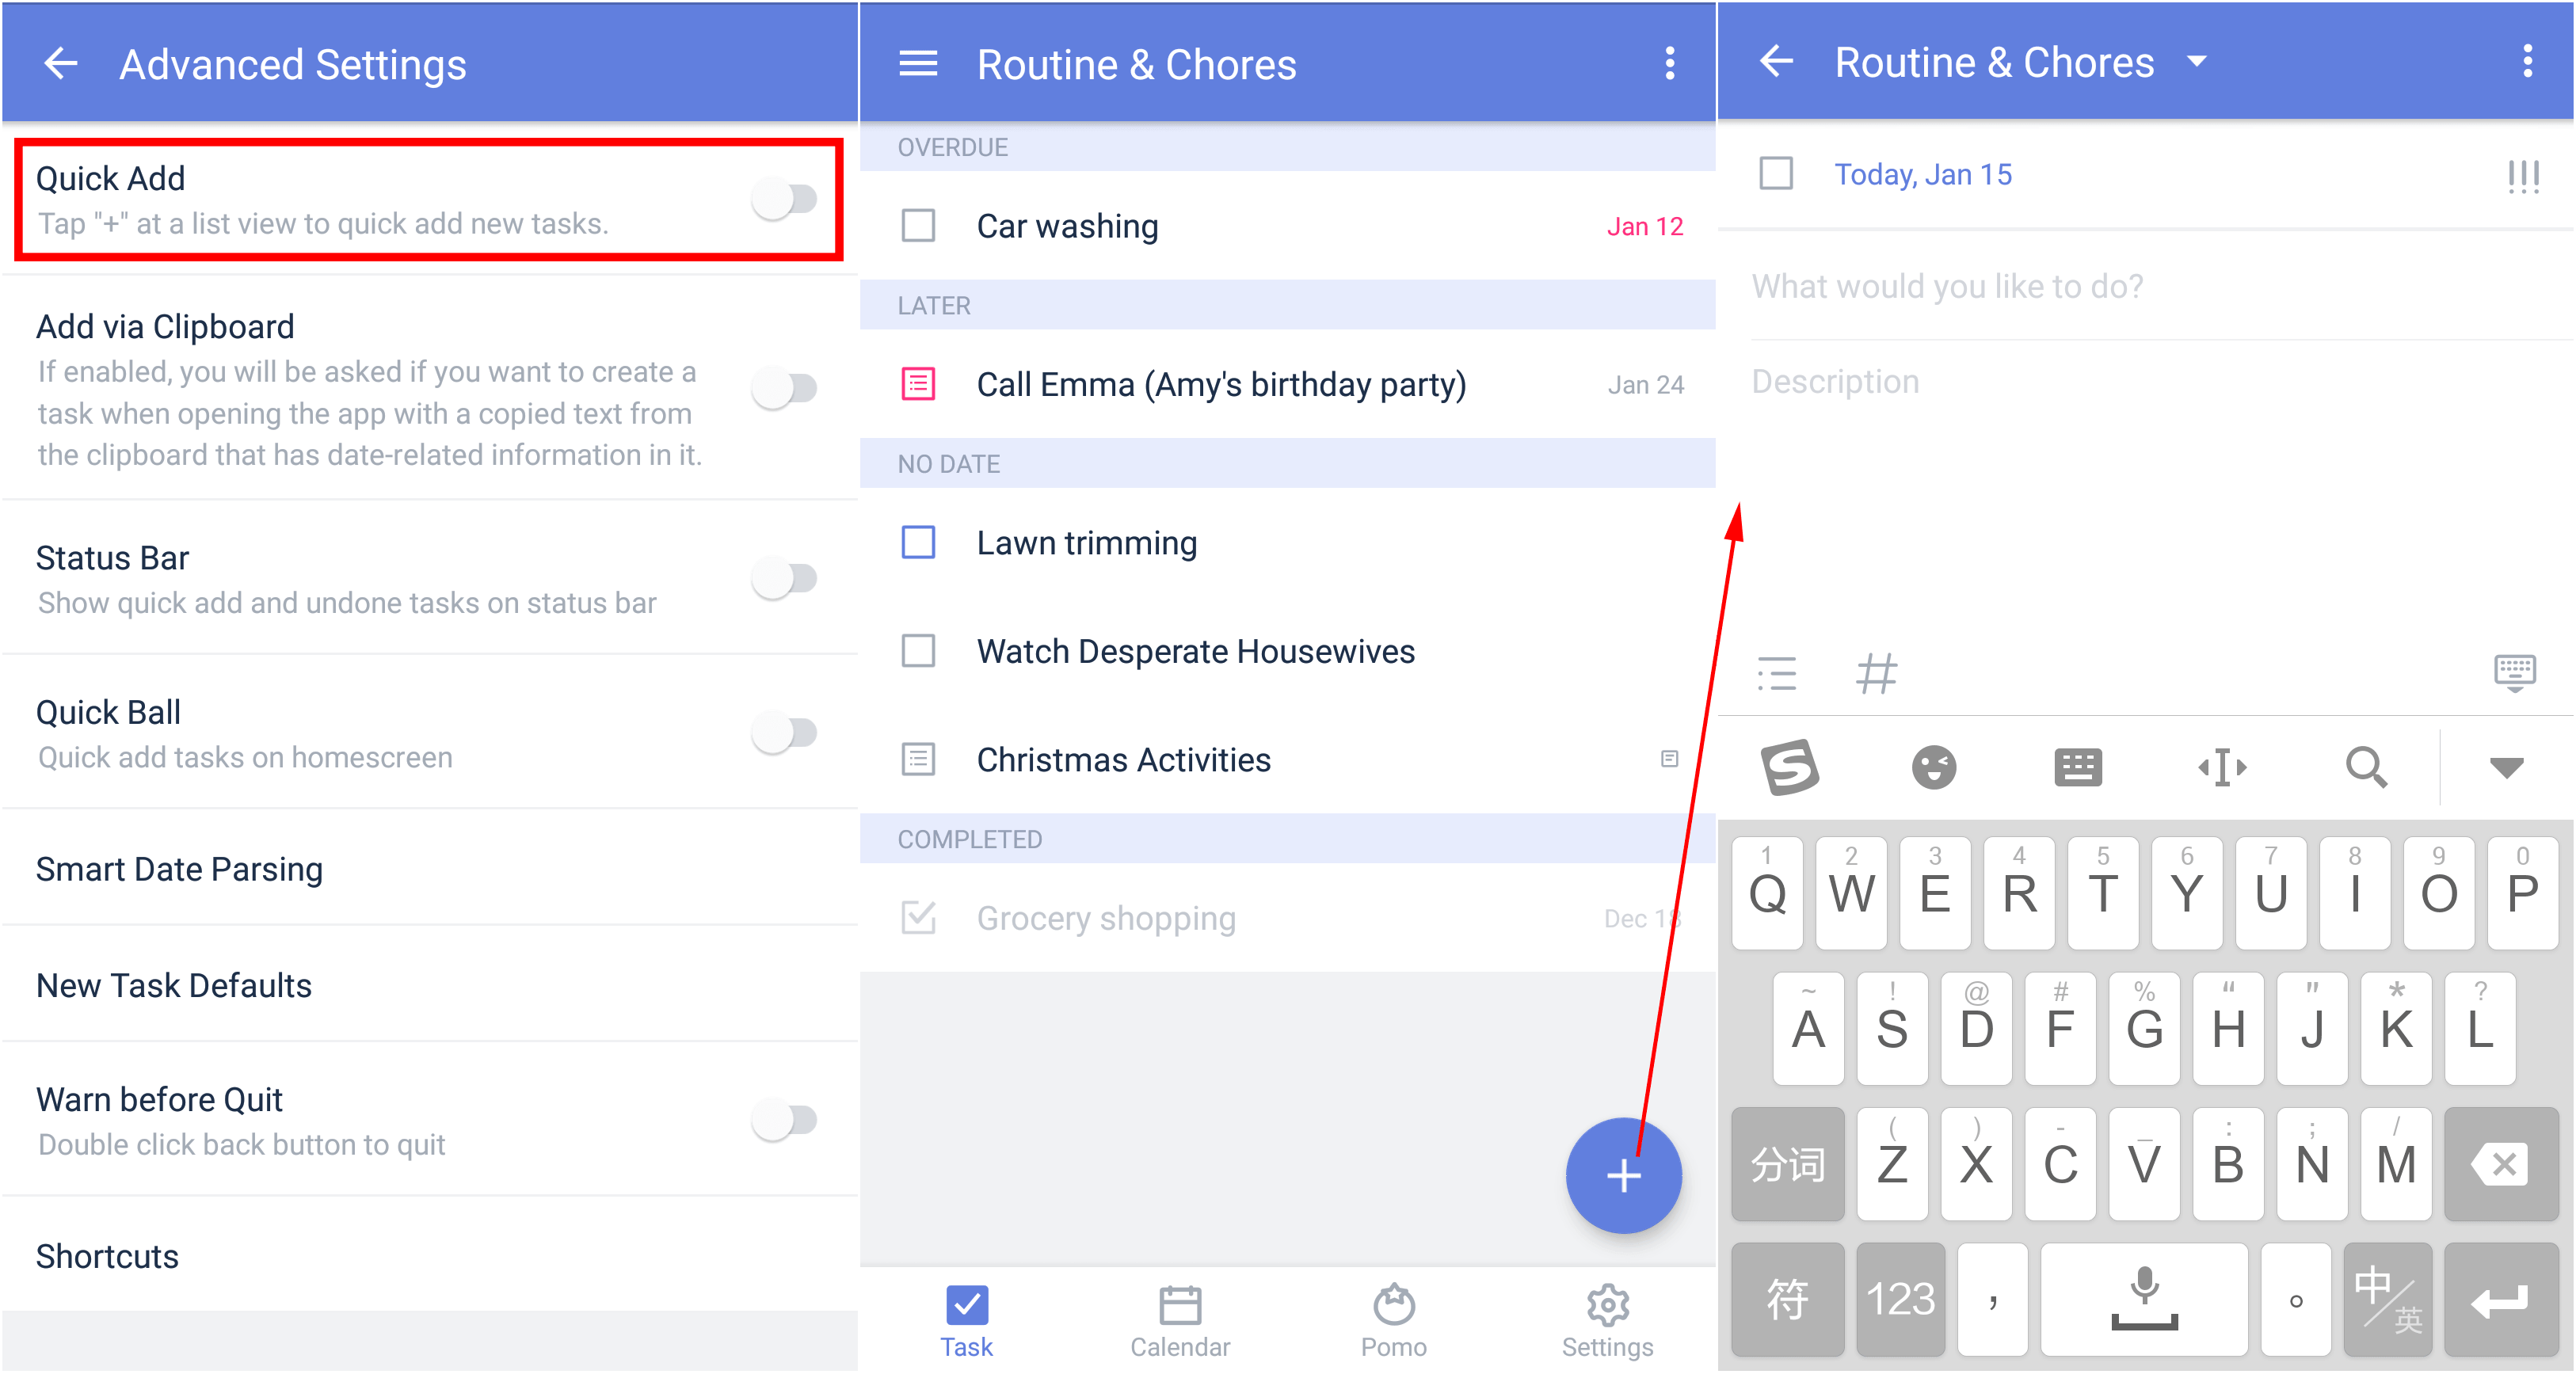 Advanced Settings
Quick Add
Tap "+" at a list view to quick add new tasks.
Add via Clipboard
If enabled, you will be asked if you want to create a
task when opening the app with a copied text from
the clipboard that has date-related information in it.
Status Bar
Show quick add and undone tasks on status bar
Quick Ball
Quick add tasks on homescreen
Smart Date Parsing
New Task Defaults
Warn before Quit
Double click back button to quit
Shortcuts
Routine & Chores
OVERDUE
Car washing Jan 12
LATER
Call Emma (Amy's birthday party) Jan 24
NO DATE
Lawn trimming
Watch Desperate Housewives
Christmas Activities
COMPLETED
Grocery shopping Dec 18
+
Task Calendar Pomo Settings
Routine & Chores
Today, Jan 15
!!!
What would you like to do?
Description
#
S
1 2 3 4 5 6 7 8 9 0
Q W E R T Y U I O P
~ ! @ # % “ " * ?
A S D F G H J K L
( ) - _ : ; /
分词 Z X C V B N M
符 123 , 。 中/英